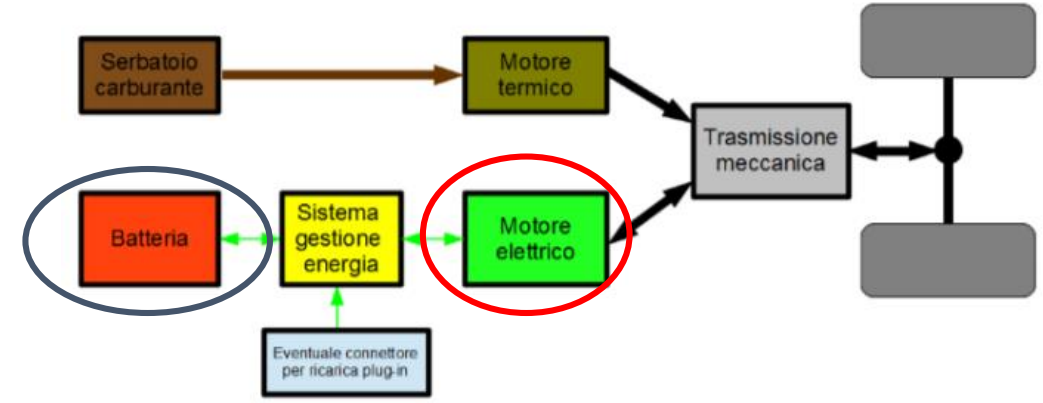 Serbatoio
carburante
Motore
termico
Trasmissione
meccanica
Batteria
Sistema
gestione
energia
Motore
elettrico
Eventuale connettore
per ricarica plug-in